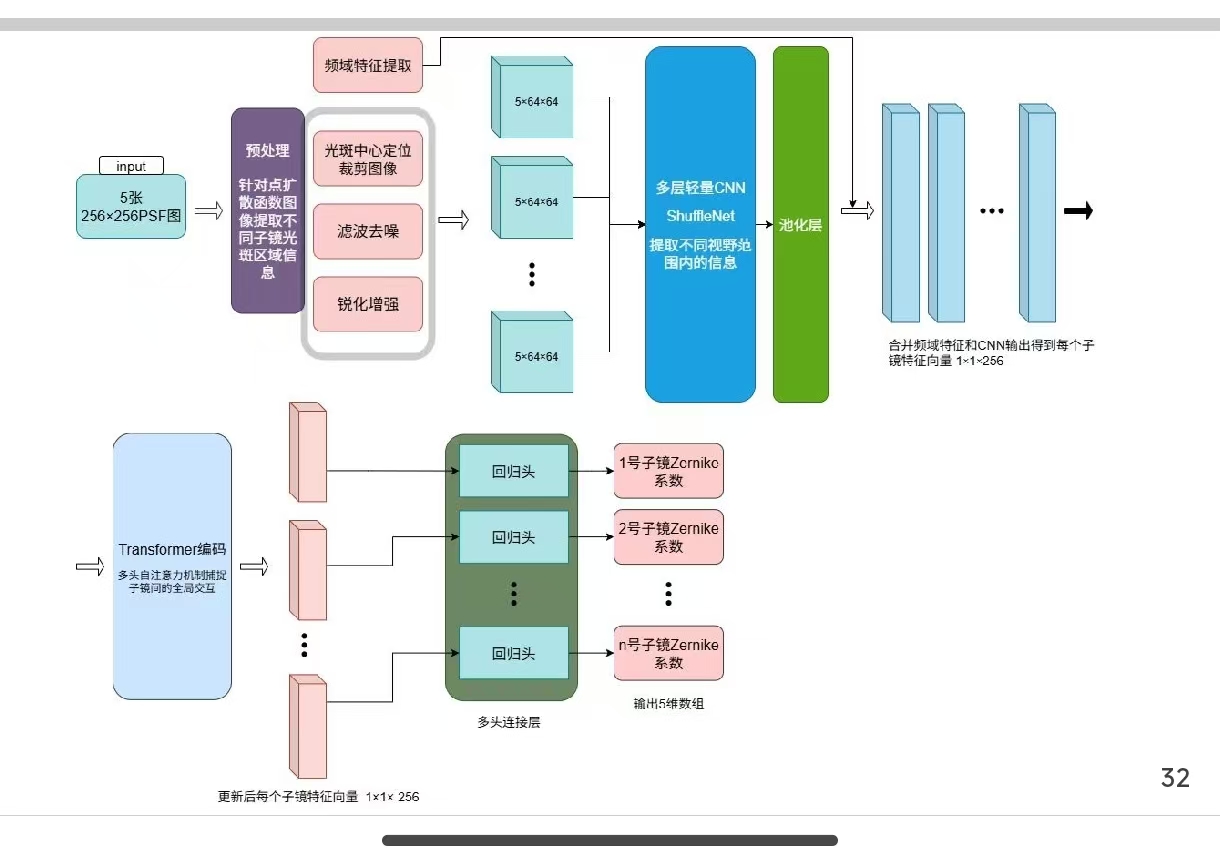 频域特征提取
input
5张
256×256PSF图
预处理
针对点扩
散函数图
像提取不
同子镜光
斑区域信
息
光斑中心定位
裁剪图像
滤波去噪
锐化增强
5×64×64
5×64×64
5×64×64
多层轻量CNN
ShuffleNet
提取不同视野范
围内的信息
池化层
合并频域特征和CNN输出得到每个子
镜特征向量 1×1×256
Transformer编码
多头自注意力机制捕捉
子镜间的全局交互
更新后每个子镜特征向量 1×1× 256
回归头
回归头
回归头
多头连接层
1号子镜Zernike
系数
2号子镜Zernike
系数
n号子镜Zernike
系数
输出5维数组
32